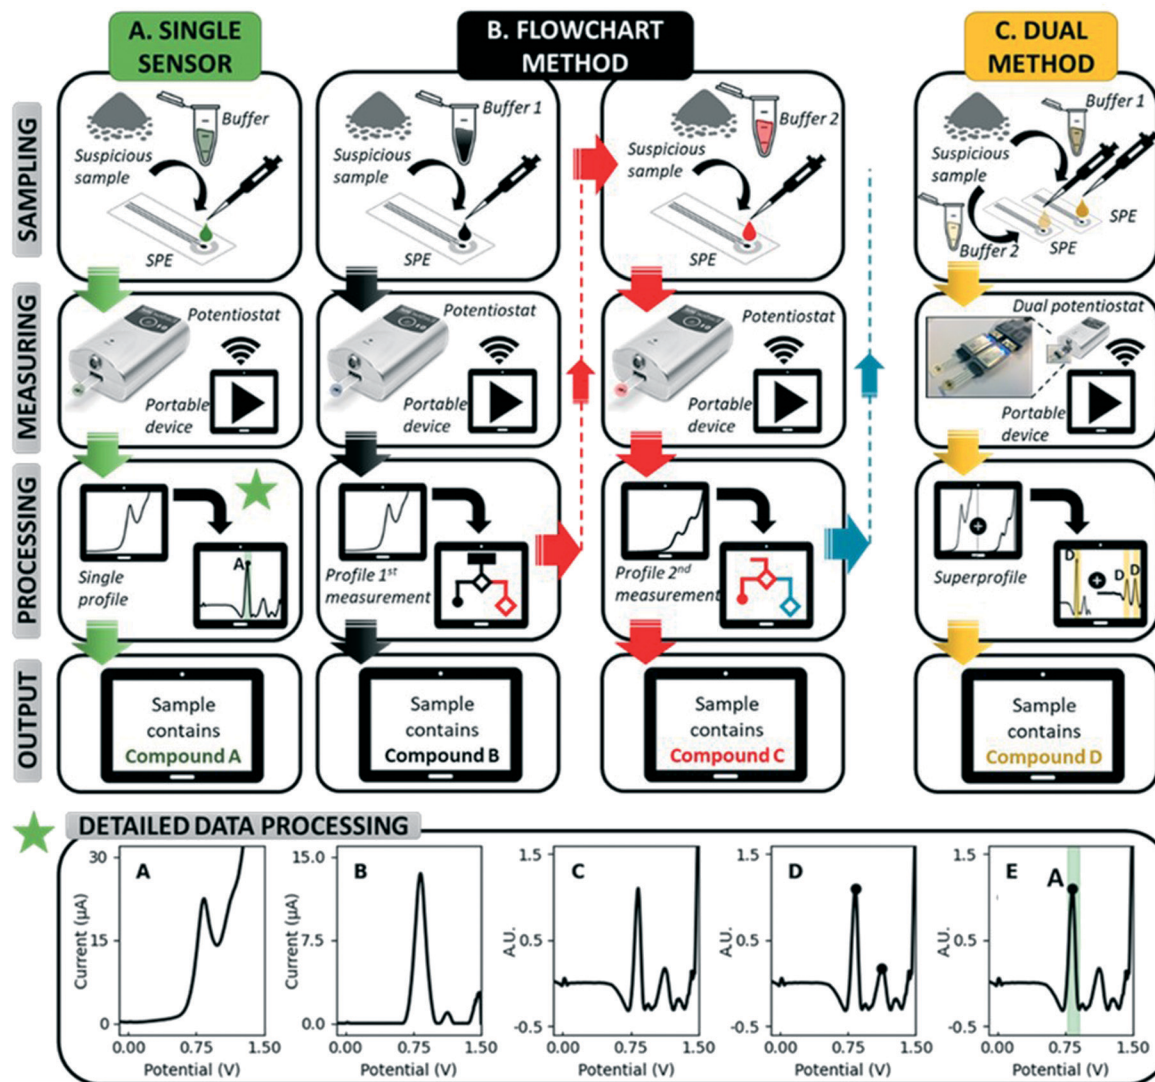 A. SINGLE
SENSOR
B. FLOWCHART
METHOD
C. DUAL
METHOD
SAMPLING
Buffer
Suspicious
sample
SPE
Buffer 1
Suspicious
sample
SPE
Buffer 2
Suspicious
sample
SPE
Buffer 1
Suspicious
sample
SPE
SPE
Buffer 2
MEASURING
Potentiostat
Portable
device
Potentiostat
Portable
device
Potentiostat
Portable
device
Dual potentiostat
Portable
device
PROCESSING
A
Single
profile
Profile 1st
measurement
Profile 2nd
measurement
D
D D
Superprofile
OUTPUT
Sample
contains
Compound A
Sample
contains
Compound B
Sample
contains
Compound C
Sample
contains
Compound D
DETAILED DATA PROCESSING
A
Current (µA)
30
15
0
0.00 0.75 1.50
Potential (V)
B
Current (µA)
15.0
7.5
0.0
0.00 0.75 1.50
Potential (V)
C
A.U.
1.5
0.5
-0.5
0.00 0.75 1.50
Potential (V)
D
A.U.
1.5
0.5
-0.5
0.00 0.75 1.50
Potential (V)
E
A
A.U.
1.5
0.5
-0.5
0.00 0.75 1.50
Potential (V)